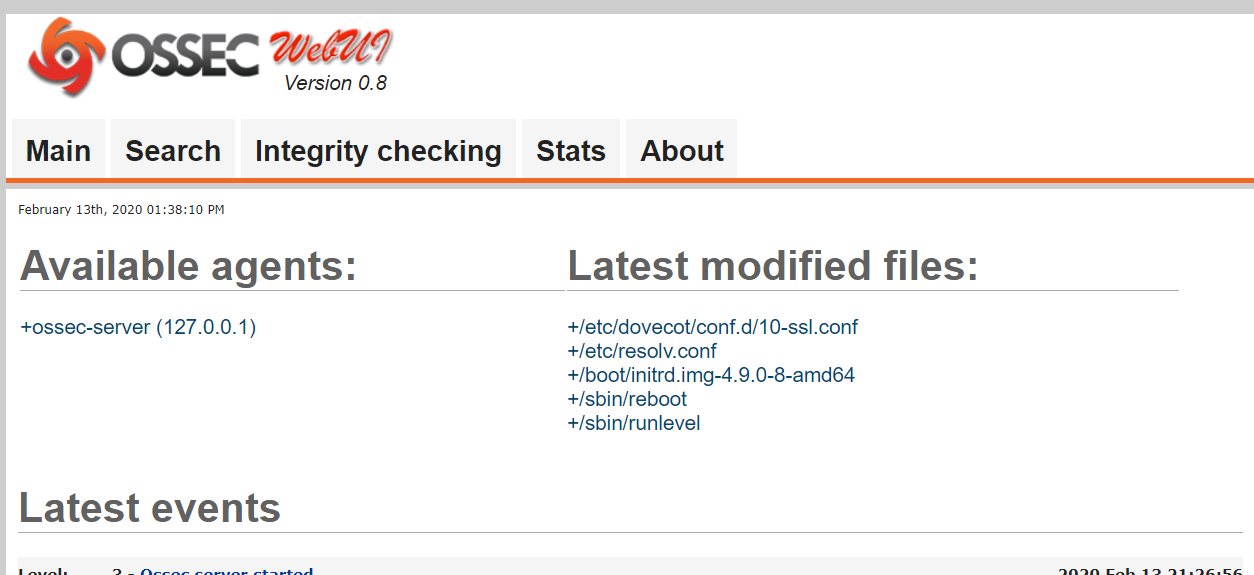 OSSEC WebUI
Version 0.8
Main Search Integrity checking Stats About
February 13th, 2020 01:38:10 PM
Available agents:
+ossec-server (127.0.0.1)
Latest modified files:
+/etc/dovecot/conf.d/10-ssl.conf
+/etc/resolv.conf
+/boot/initrd.img-4.9.0-8-amd64
+/sbin/reboot
+/sbin/runlevel
Latest events
Level: 3 - Ossec server started 2020 Feb 13 21:26:56